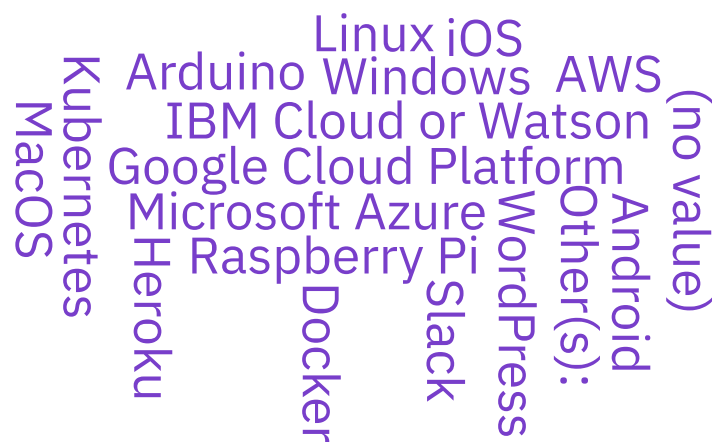 Linux
iOS
Arduino
Windows
AWS
IBM Cloud or Watson
Google Cloud Platform
Microsoft Azure
Raspberry Pi
MacOS
Kubernetes
Heroku
Docker
Slack
WordPress
Other(s):
Android
(no value)